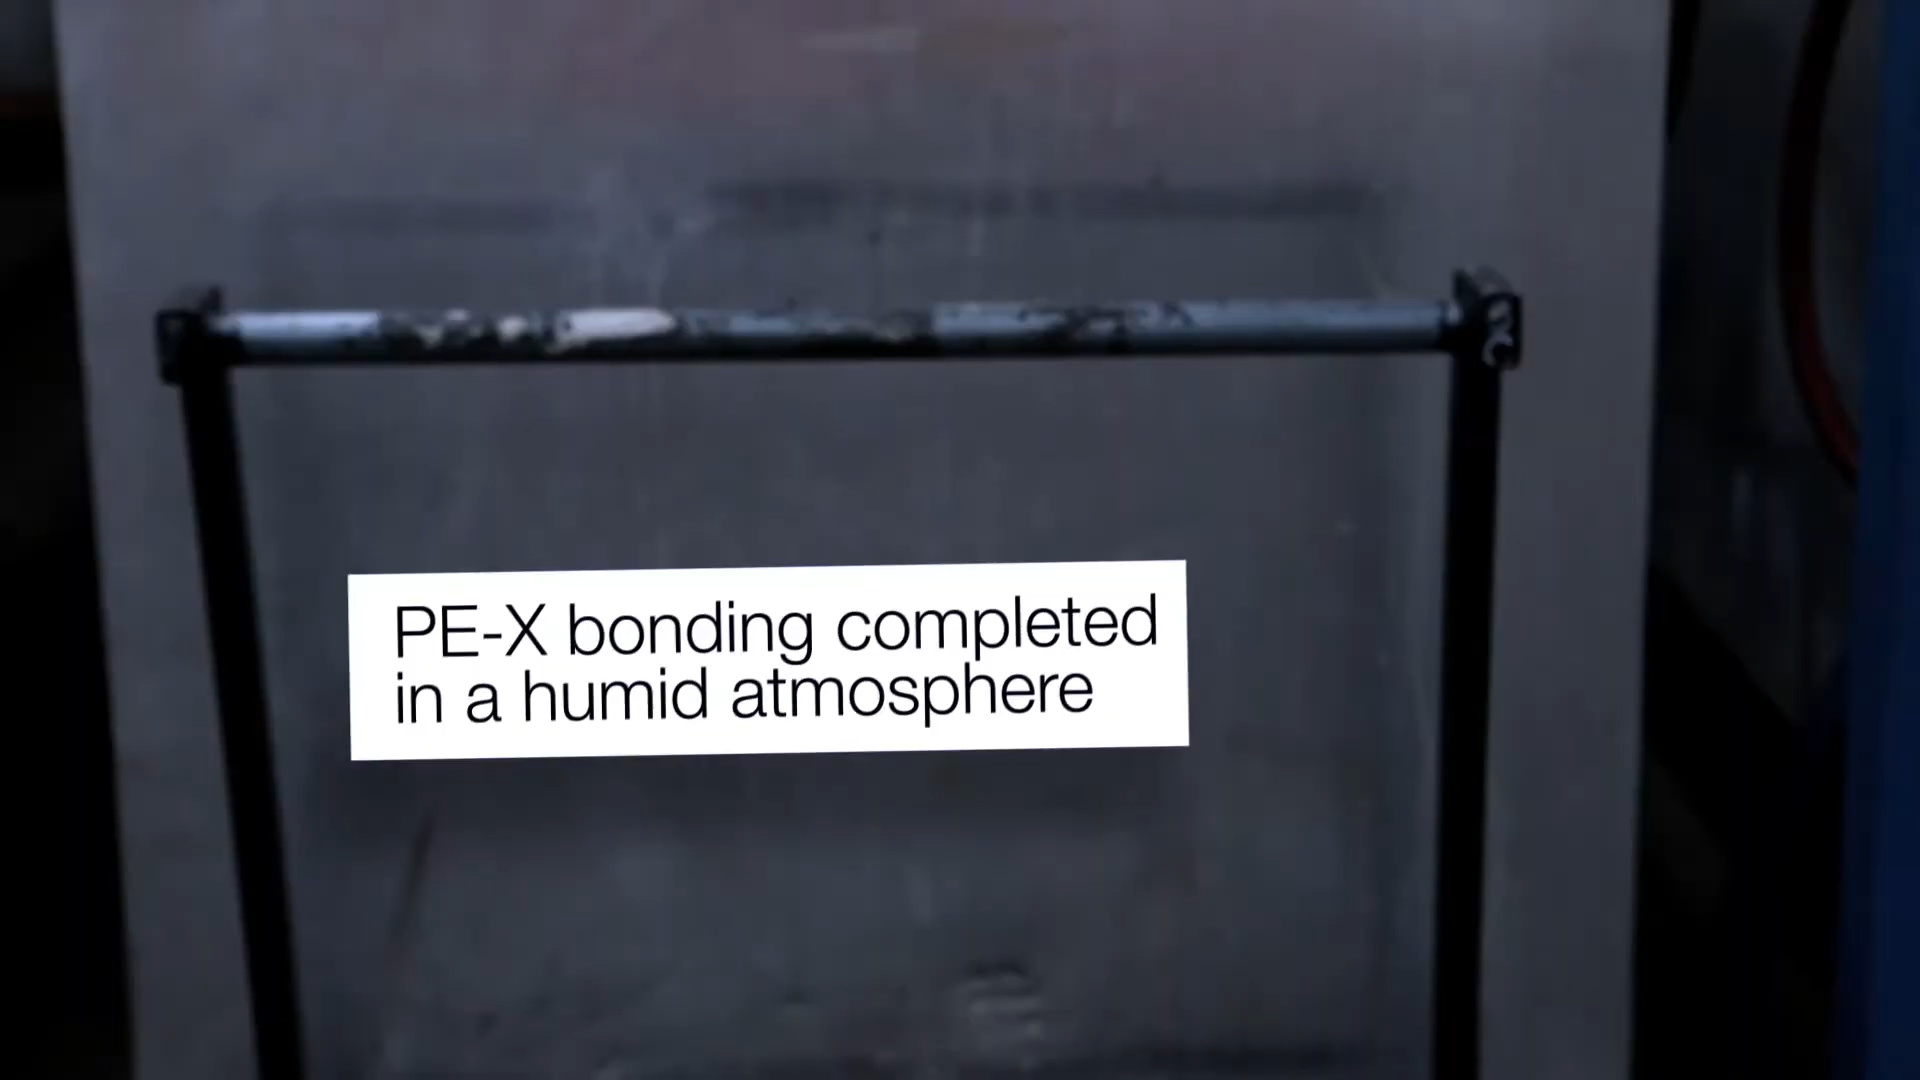 PE-X bonding completed
in a humid atmosphere